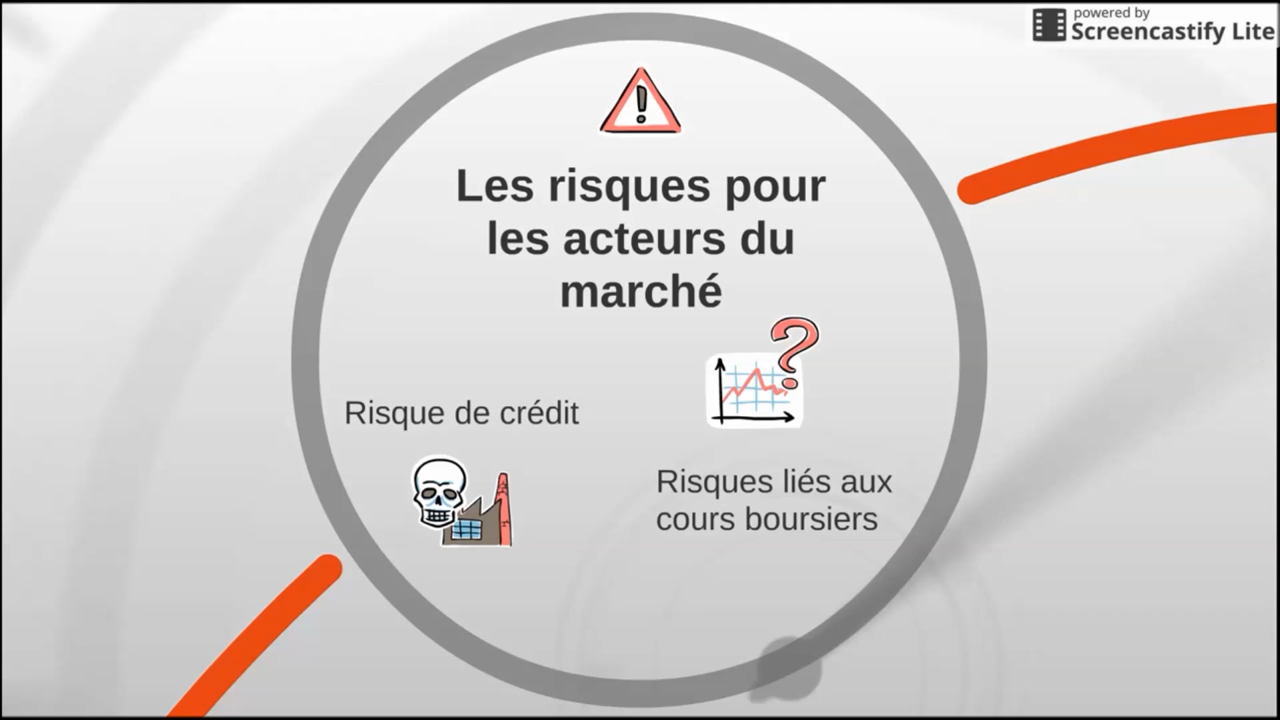 powered by
Screencastify Lite
Les risques pour
les acteurs du
marché
Risque de crédit
Risques liés aux
cours boursiers